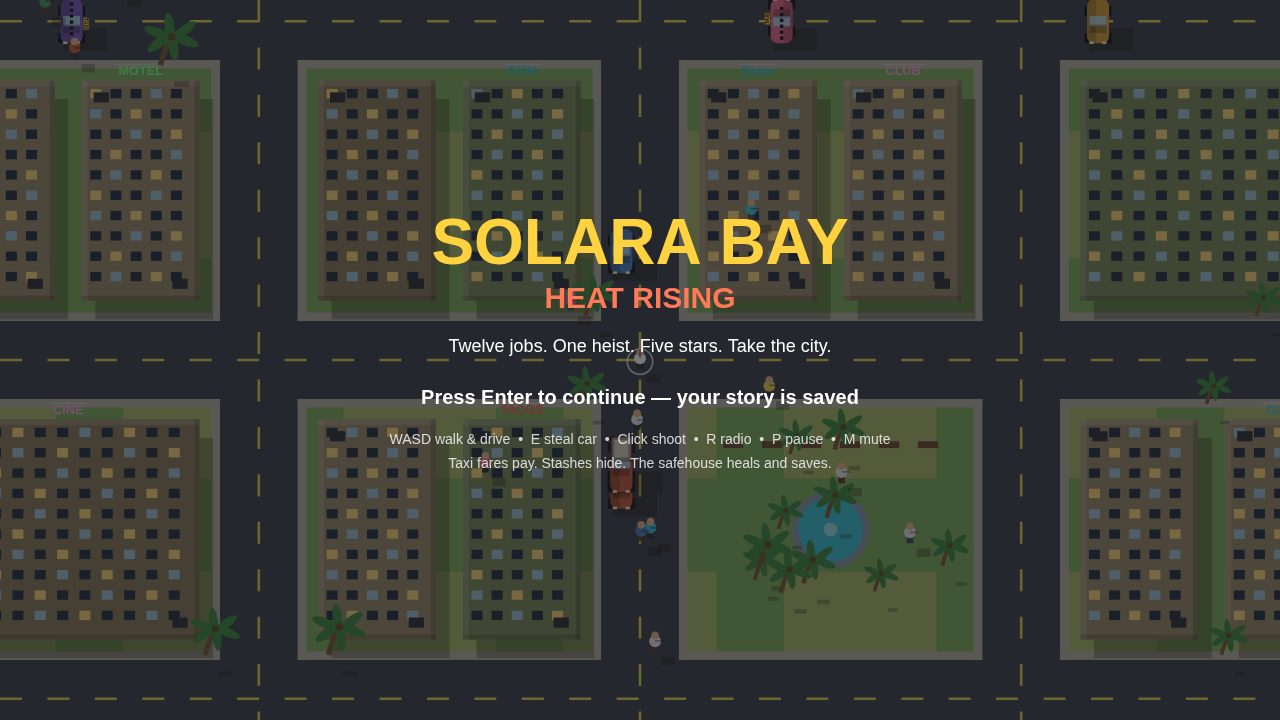 MOTEL
CLUB
SOLARA BAY
HEAT RISING
Twelve jobs. One heist. Five stars. Take the city.
Press Enter to continue — your story is saved
CINE
TACOS
WASD walk & drive • E steal car • Click shoot • R radio • P pause • M mute
Taxi fares pay. Stashes hide. The safehouse heals and saves.